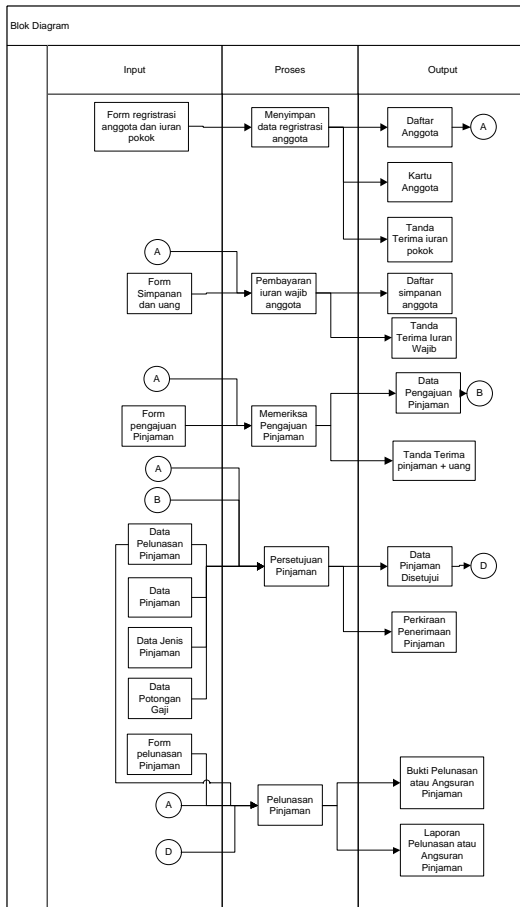 Blok Diagram
Input
Proses
Output
Form regristrasi
anggota dan iuran
pokok
Menyimpan
data regristrasi
anggota
Daftar
Anggota
A
Kartu
Anggota
Tanda
Terima iuran
pokok
A
Form
Simpanan
dan uang
Pembayaran
iuran wajib
anggota
Daftar
simpanan
anggota
Tanda
Terima Iuran
Wajib
A
Form
pengajuan
Pinjaman
Memeriksa
Pengajuan
Pinjaman
Data
Pengajuan
Pinjaman
B
Tanda Terima
pinjaman + uang
A
B
Data
Pelunasan
Pinjaman
Data
Pinjaman
Data Jenis
Pinjaman
Data
Potongan
Gaji
Persetujuan
Pinjaman
Data
Pinjaman
Disetujui
D
Perkiraan
Penerimaan
Pinjaman
Form
pelunasan
Pinjaman
A
D
Pelunasan
Pinjaman
Bukti Pelunasan
atau Angsuran
Pinjaman
Laporan
Pelunasan atau
Angsuran
Pinjaman